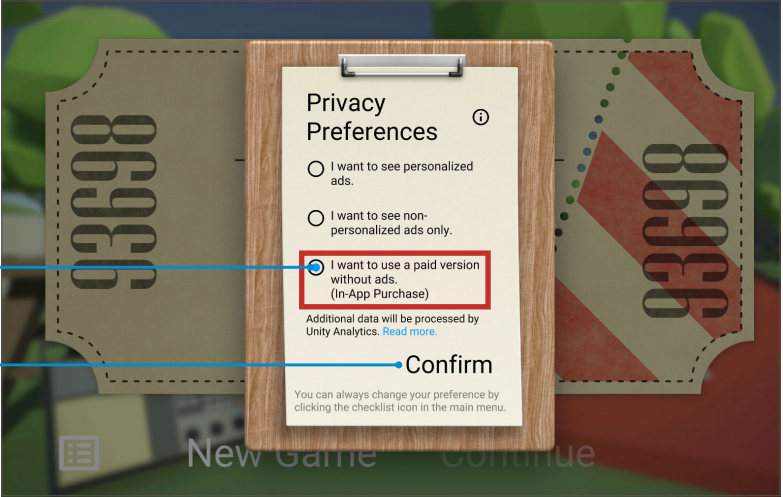 Privacy
Preferences
I want to see personalized
ads.
I want to see non-
personalized ads only.
I want to use a paid version
without ads.
(In-App Purchase)
Additional data will be processed by
Unity Analytics. Read more.
Confirm
You can always change your preference by
clicking the checklist icon in the main menu.
93698
93698
New Game
Continue